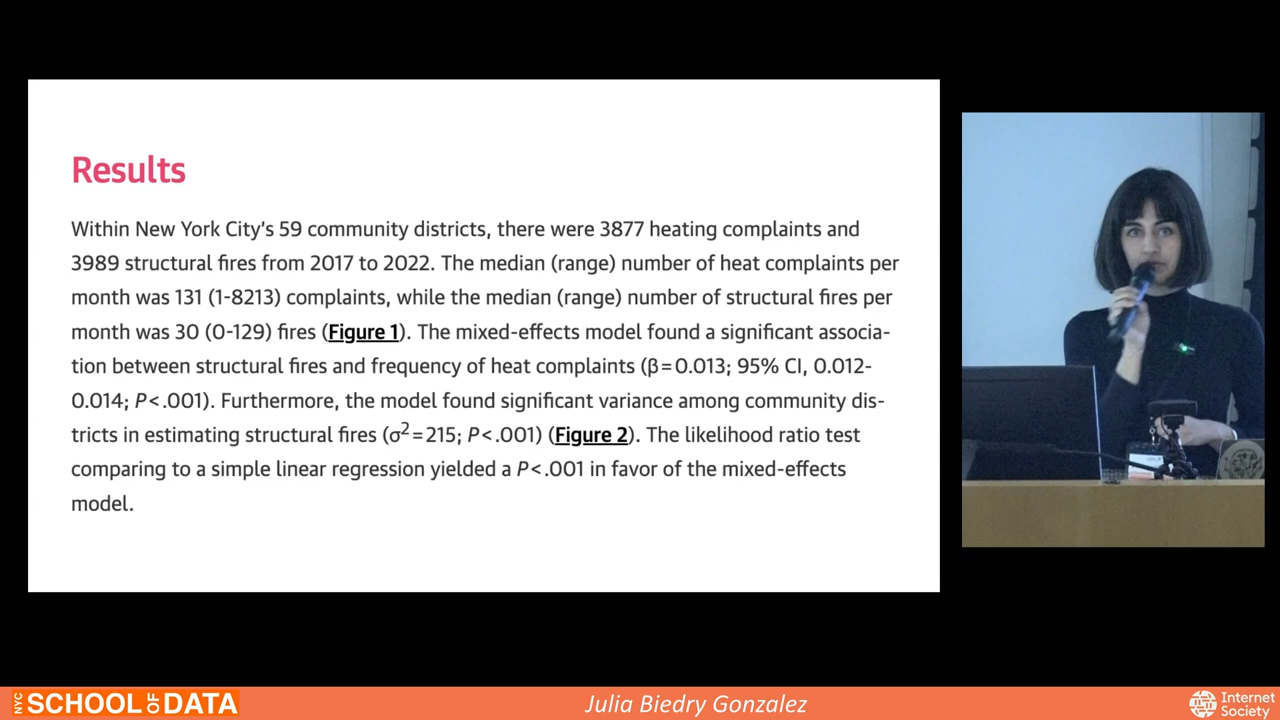 Results
Within New York City's 59 community districts, there were 3877 heating complaints and
3989 structural fires from 2017 to 2022. The median (range) number of heat complaints per
month was 131 (1-8213) complaints, while the median (range) number of structural fires per
month was 30 (0-129) fires (Figure 1). The mixed-effects model found a significant associa-
tion between structural fires and frequency of heat complaints (β=0.013; 95% CI, 0.012-
0.014; P<.001). Furthermore, the model found significant variance among community dis-
tricts in estimating structural fires (σ²=215; P<.001) (Figure 2). The likelihood ratio test
comparing to a simple linear regression yielded a P<.001 in favor of the mixed-effects
model.
NYC SCHOOL OF DATA
Julia Biedry Gonzalez
Internet
Society